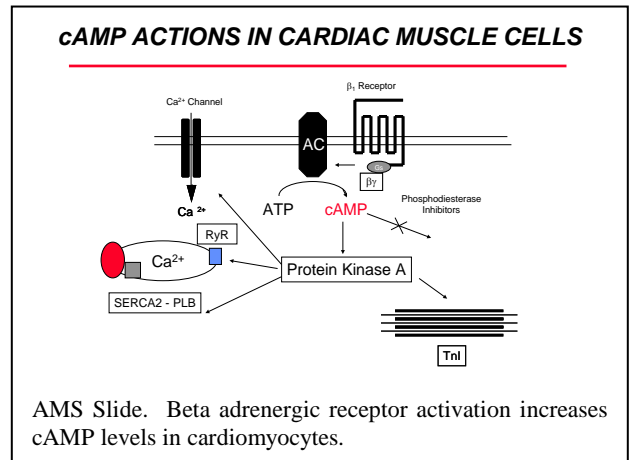 cAMP ACTIONS IN CARDIAC MUSCLE CELLS
β₁ Receptor
Ca²⁺ Channel
AC
Gs
βγ
Ca ²⁺
ATP
cAMP
Phosphodiesterase
Inhibitors
RyR
Ca²⁺
Protein Kinase A
SERCA2 - PLB
TnI
AMS Slide. Beta adrenergic receptor activation increases
cAMP levels in cardiomyocytes.